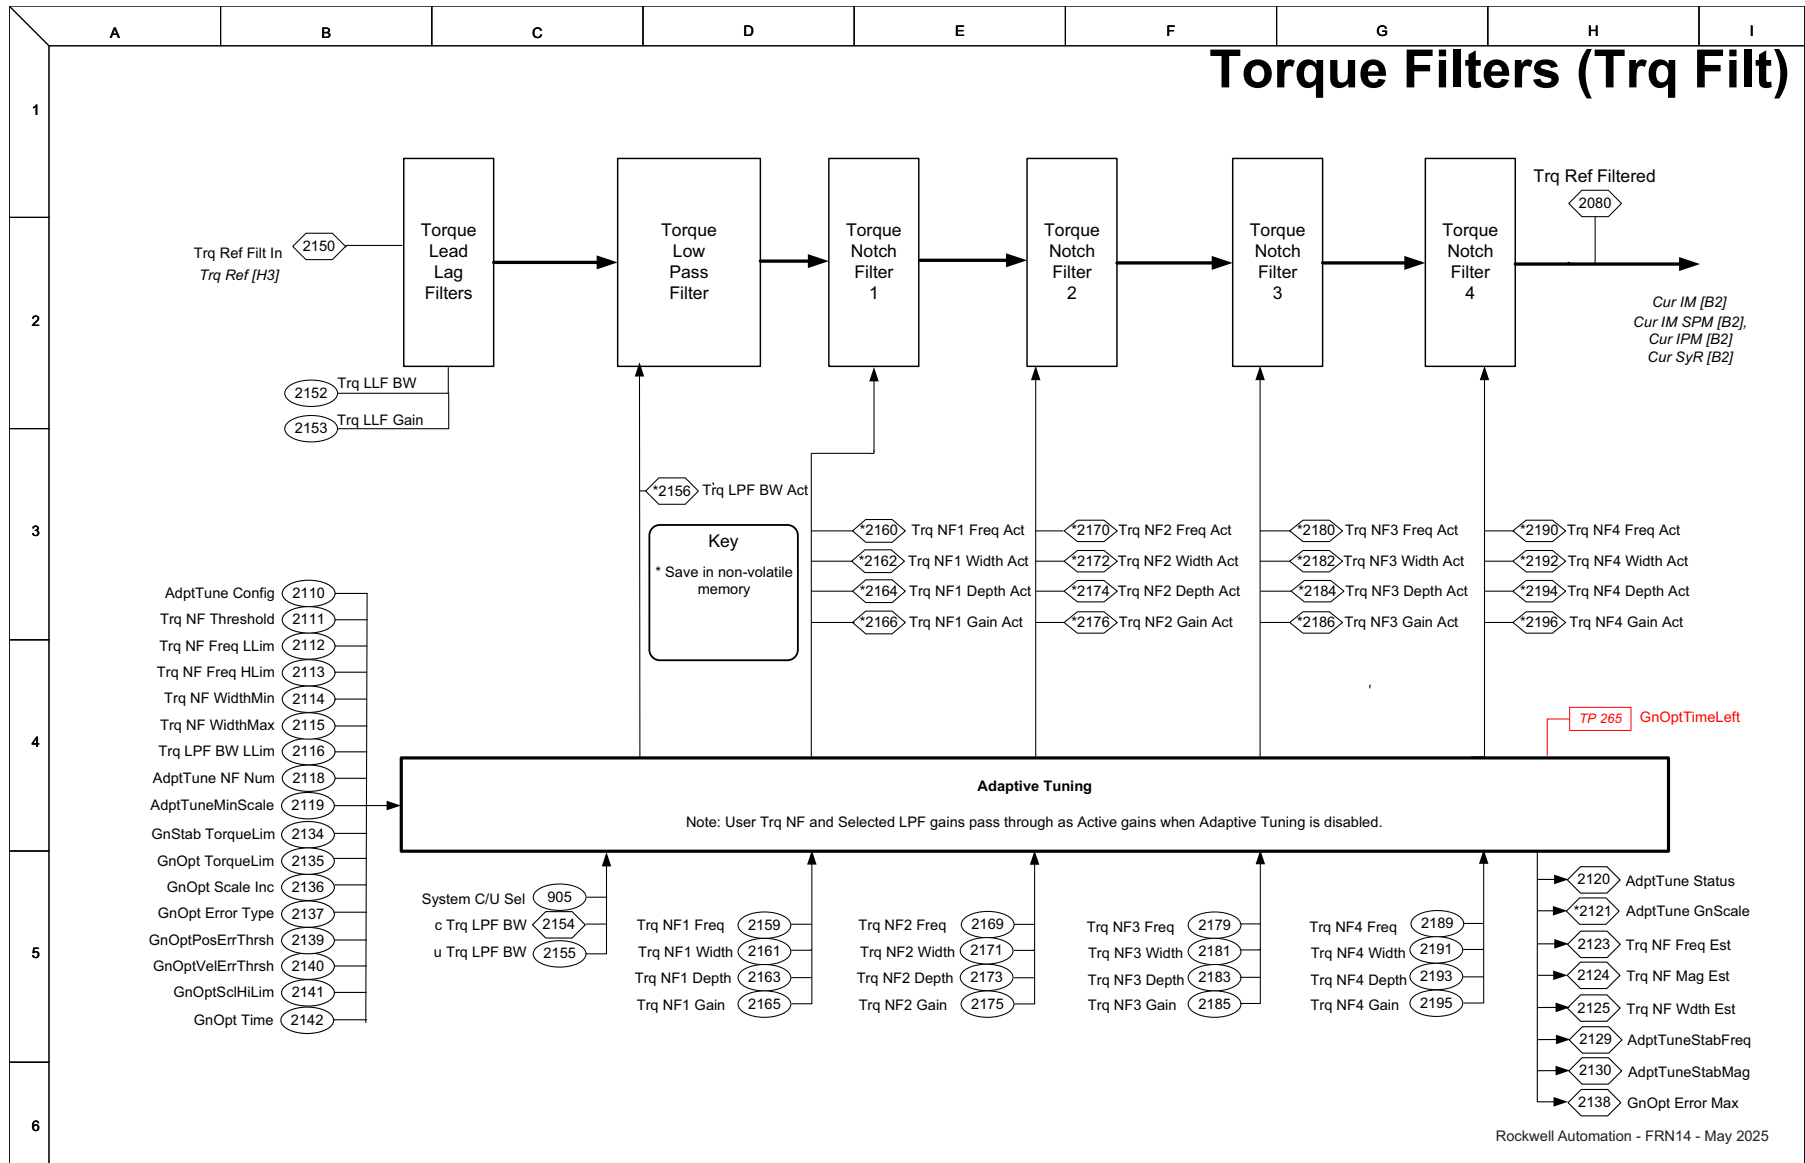 A B C D E F G H I
Torque Filters (Trq Filt)
1
2
3
4
5
6
Trq Ref Filt In
Trq Ref [H3]
2150
Torque
Lead
Lag
Filters
Torque
Low
Pass
Filter
Torque
Notch
Filter
1
Torque
Notch
Filter
2
Torque
Notch
Filter
3
Torque
Notch
Filter
4
Trq Ref Filtered
2080
Cur IM [B2]
Cur IM SPM [B2],
Cur IPM [B2]
Cur SyR [B2]
2152 Trq LLF BW
2153 Trq LLF Gain
*2156 Trq LPF BW Act
Key
* Save in non-volatile
memory
*2160 Trq NF1 Freq Act
*2162 Trq NF1 Width Act
*2164 Trq NF1 Depth Act
*2166 Trq NF1 Gain Act
*2170 Trq NF2 Freq Act
*2172 Trq NF2 Width Act
*2174 Trq NF2 Depth Act
*2176 Trq NF2 Gain Act
*2180 Trq NF3 Freq Act
*2182 Trq NF3 Width Act
*2184 Trq NF3 Depth Act
*2186 Trq NF3 Gain Act
*2190 Trq NF4 Freq Act
*2192 Trq NF4 Width Act
*2194 Trq NF4 Depth Act
*2196 Trq NF4 Gain Act
AdptTune Config 2110
Trq NF Threshold 2111
Trq NF Freq LLim 2112
Trq NF Freq HLim 2113
Trq NF WidthMin 2114
Trq NF WidthMax 2115
Trq LPF BW LLim 2116
AdptTune NF Num 2118
AdptTuneMinScale 2119
GnStab TorqueLim 2134
GnOpt TorqueLim 2135
GnOpt Scale Inc 2136
GnOpt Error Type 2137
GnOptPosErrThrsh 2139
GnOptVelErrThrsh 2140
GnOptSclHiLim 2141
GnOpt Time 2142
TP 265 GnOptTimeLeft
Adaptive Tuning
Note: User Trq NF and Selected LPF gains pass through as Active gains when Adaptive Tuning is disabled.
System C/U Sel 905
c Trq LPF BW 2154
u Trq LPF BW 2155
Trq NF1 Freq 2159
Trq NF1 Width 2161
Trq NF1 Depth 2163
Trq NF1 Gain 2165
Trq NF2 Freq 2169
Trq NF2 Width 2171
Trq NF2 Depth 2173
Trq NF2 Gain 2175
Trq NF3 Freq 2179
Trq NF3 Width 2181
Trq NF3 Depth 2183
Trq NF3 Gain 2185
Trq NF4 Freq 2189
Trq NF4 Width 2191
Trq NF4 Depth 2193
Trq NF4 Gain 2195
2120 AdptTune Status
*2121 AdptTune GnScale
2123 Trq NF Freq Est
2124 Trq NF Mag Est
2125 Trq NF Wdth Est
2129 AdptTuneStabFreq
2130 AdptTuneStabMag
2138 GnOpt Error Max
Rockwell Automation - FRN14 - May 2025